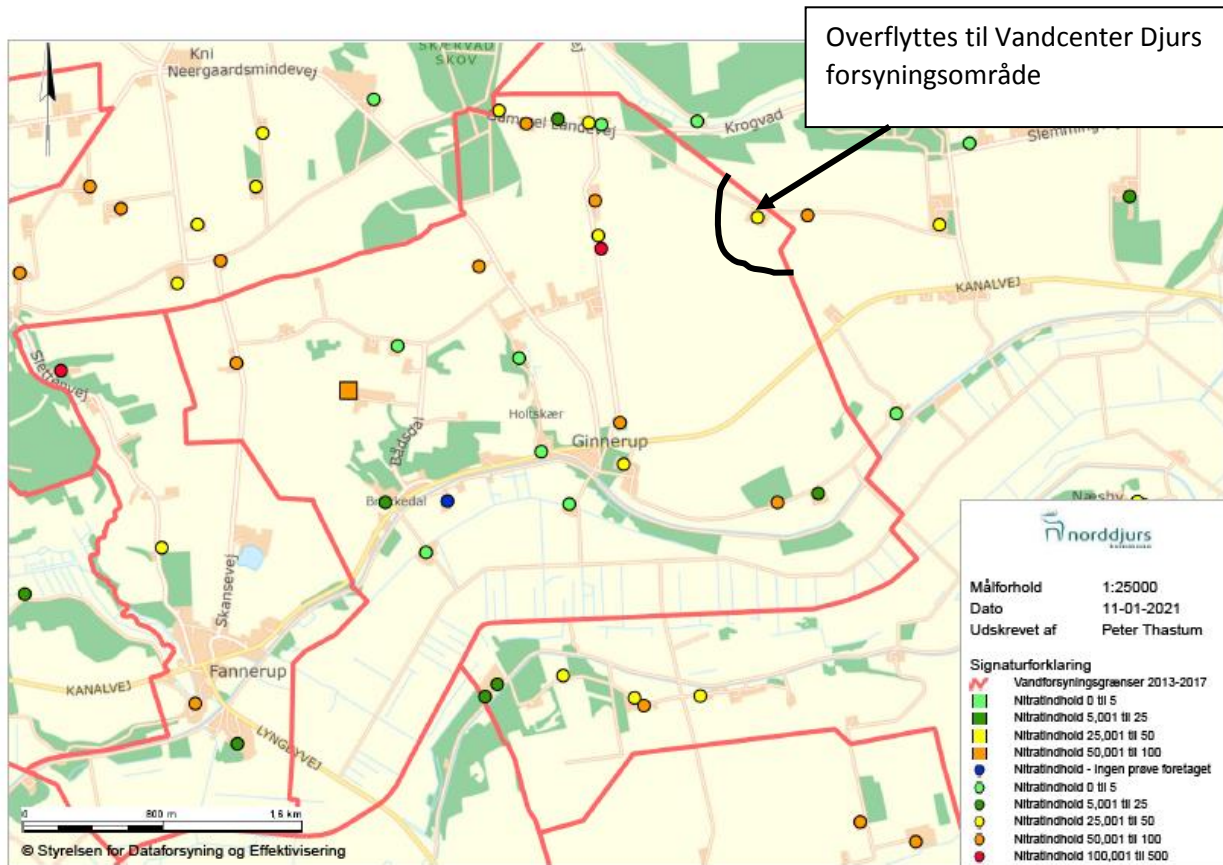 Overflyttes til Vandcenter Djurs
forsyningsområde
SKÆRVAD
SKOV
Kni
Neergaardsmindevej
Gammel Landevej
Krogvad
KANALVEJ
Slettenvej
Holtskær
Ginnerup
Bådsdal
Næsby
Skansevej
Fannerup
KANALVEJ
LYNGBYVEJ
norddjurs
Målforhold 1:25000
Dato 11-01-2021
Udskrevet af Peter Thastum
Signaturforklaring
Vandforsyningsgrænser 2013-2017
Nitratindhold 0 til 5
Nitratindhold 5,001 til 25
Nitratindhold 25,001 til 50
Nitratindhold 50,001 til 100
Nitratindhold - Ingen prøve foretaget
Nitratindhold 0 til 5
Nitratindhold 5,001 til 25
Nitratindhold 25,001 til 50
Nitratindhold 50,001 til 100
Nitratindhold 100,001 til 500
0 800 m 1,6 km
© Styrelsen for Dataforsyning og Effektivisering